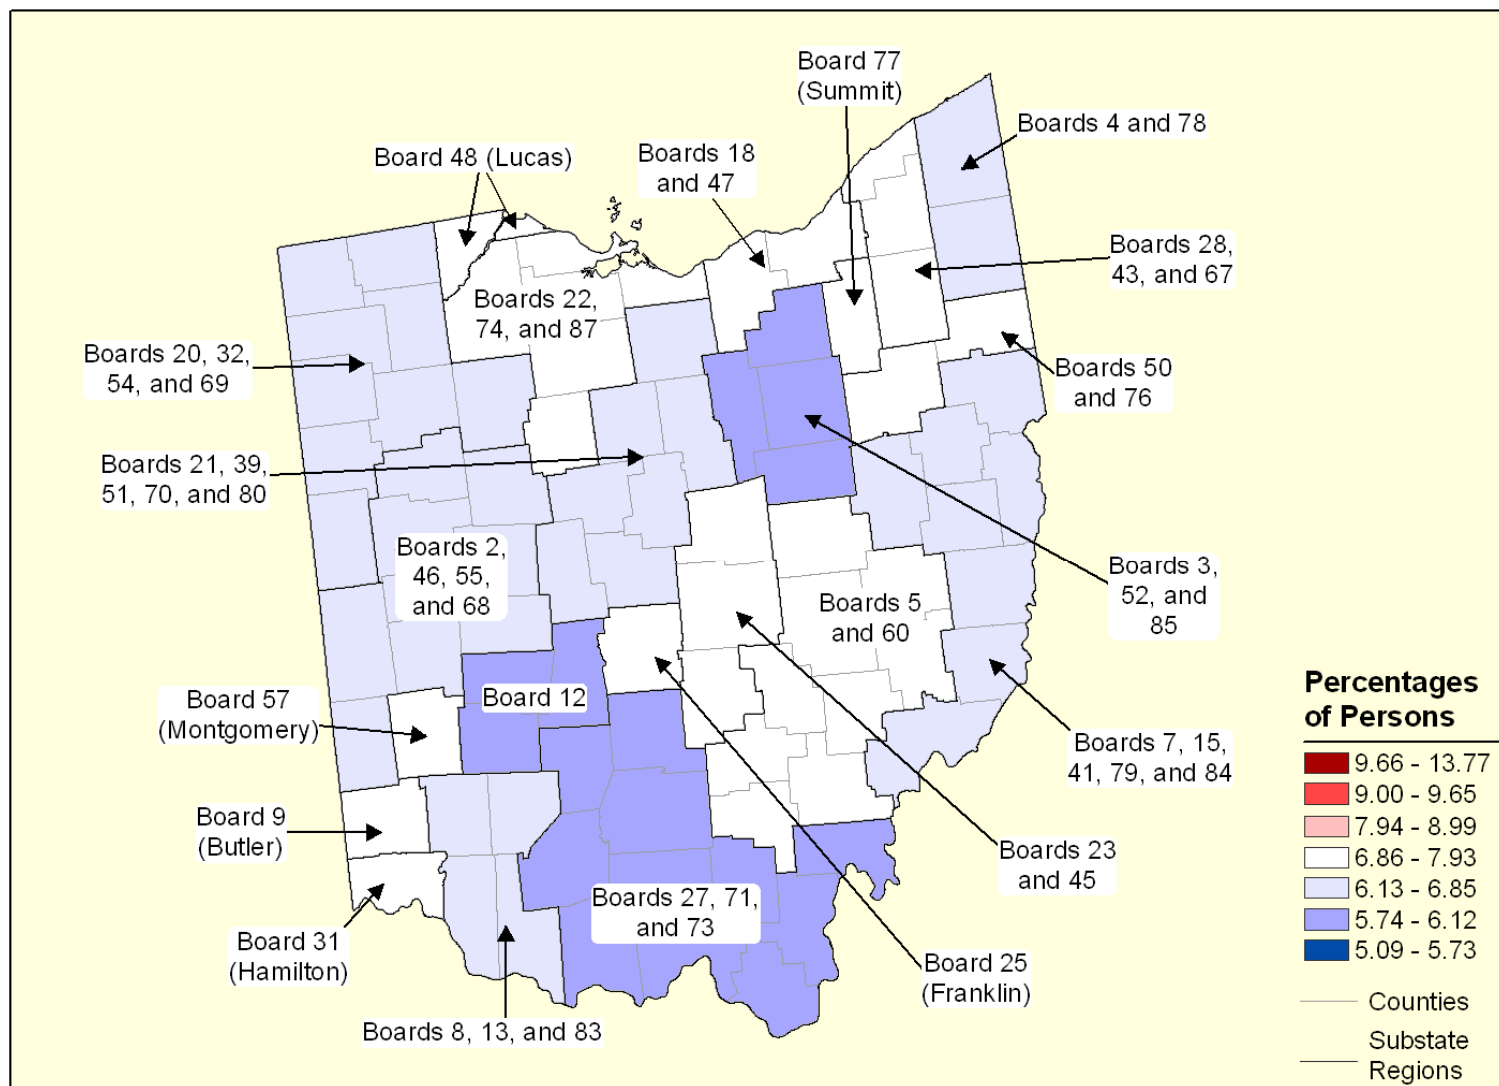 Board 77
(Summit)
Boards 4 and 78
Board 48 (Lucas)
Boards 18
and 47
Boards 28,
43, and 67
Boards 22,
74, and 87
Boards 20, 32,
54, and 69
Boards 50
and 76
Boards 21, 39,
51, 70, and 80
Boards 2,
46, 55,
and 68
Boards 3,
52, and
85
Boards 5
and 60
Board 12
Board 57
(Montgomery)
Boards 7, 15,
41, 79, and 84
Board 9
(Butler)
Boards 23
and 45
Boards 27, 71,
and 73
Board 31
(Hamilton)
Board 25
(Franklin)
Boards 8, 13, and 83
Percentages
of Persons
9.66 - 13.77
9.00 - 9.65
7.94 - 8.99
6.86 - 7.93
6.13 - 6.85
5.74 - 6.12
5.09 - 5.73
Counties
Substate
Regions